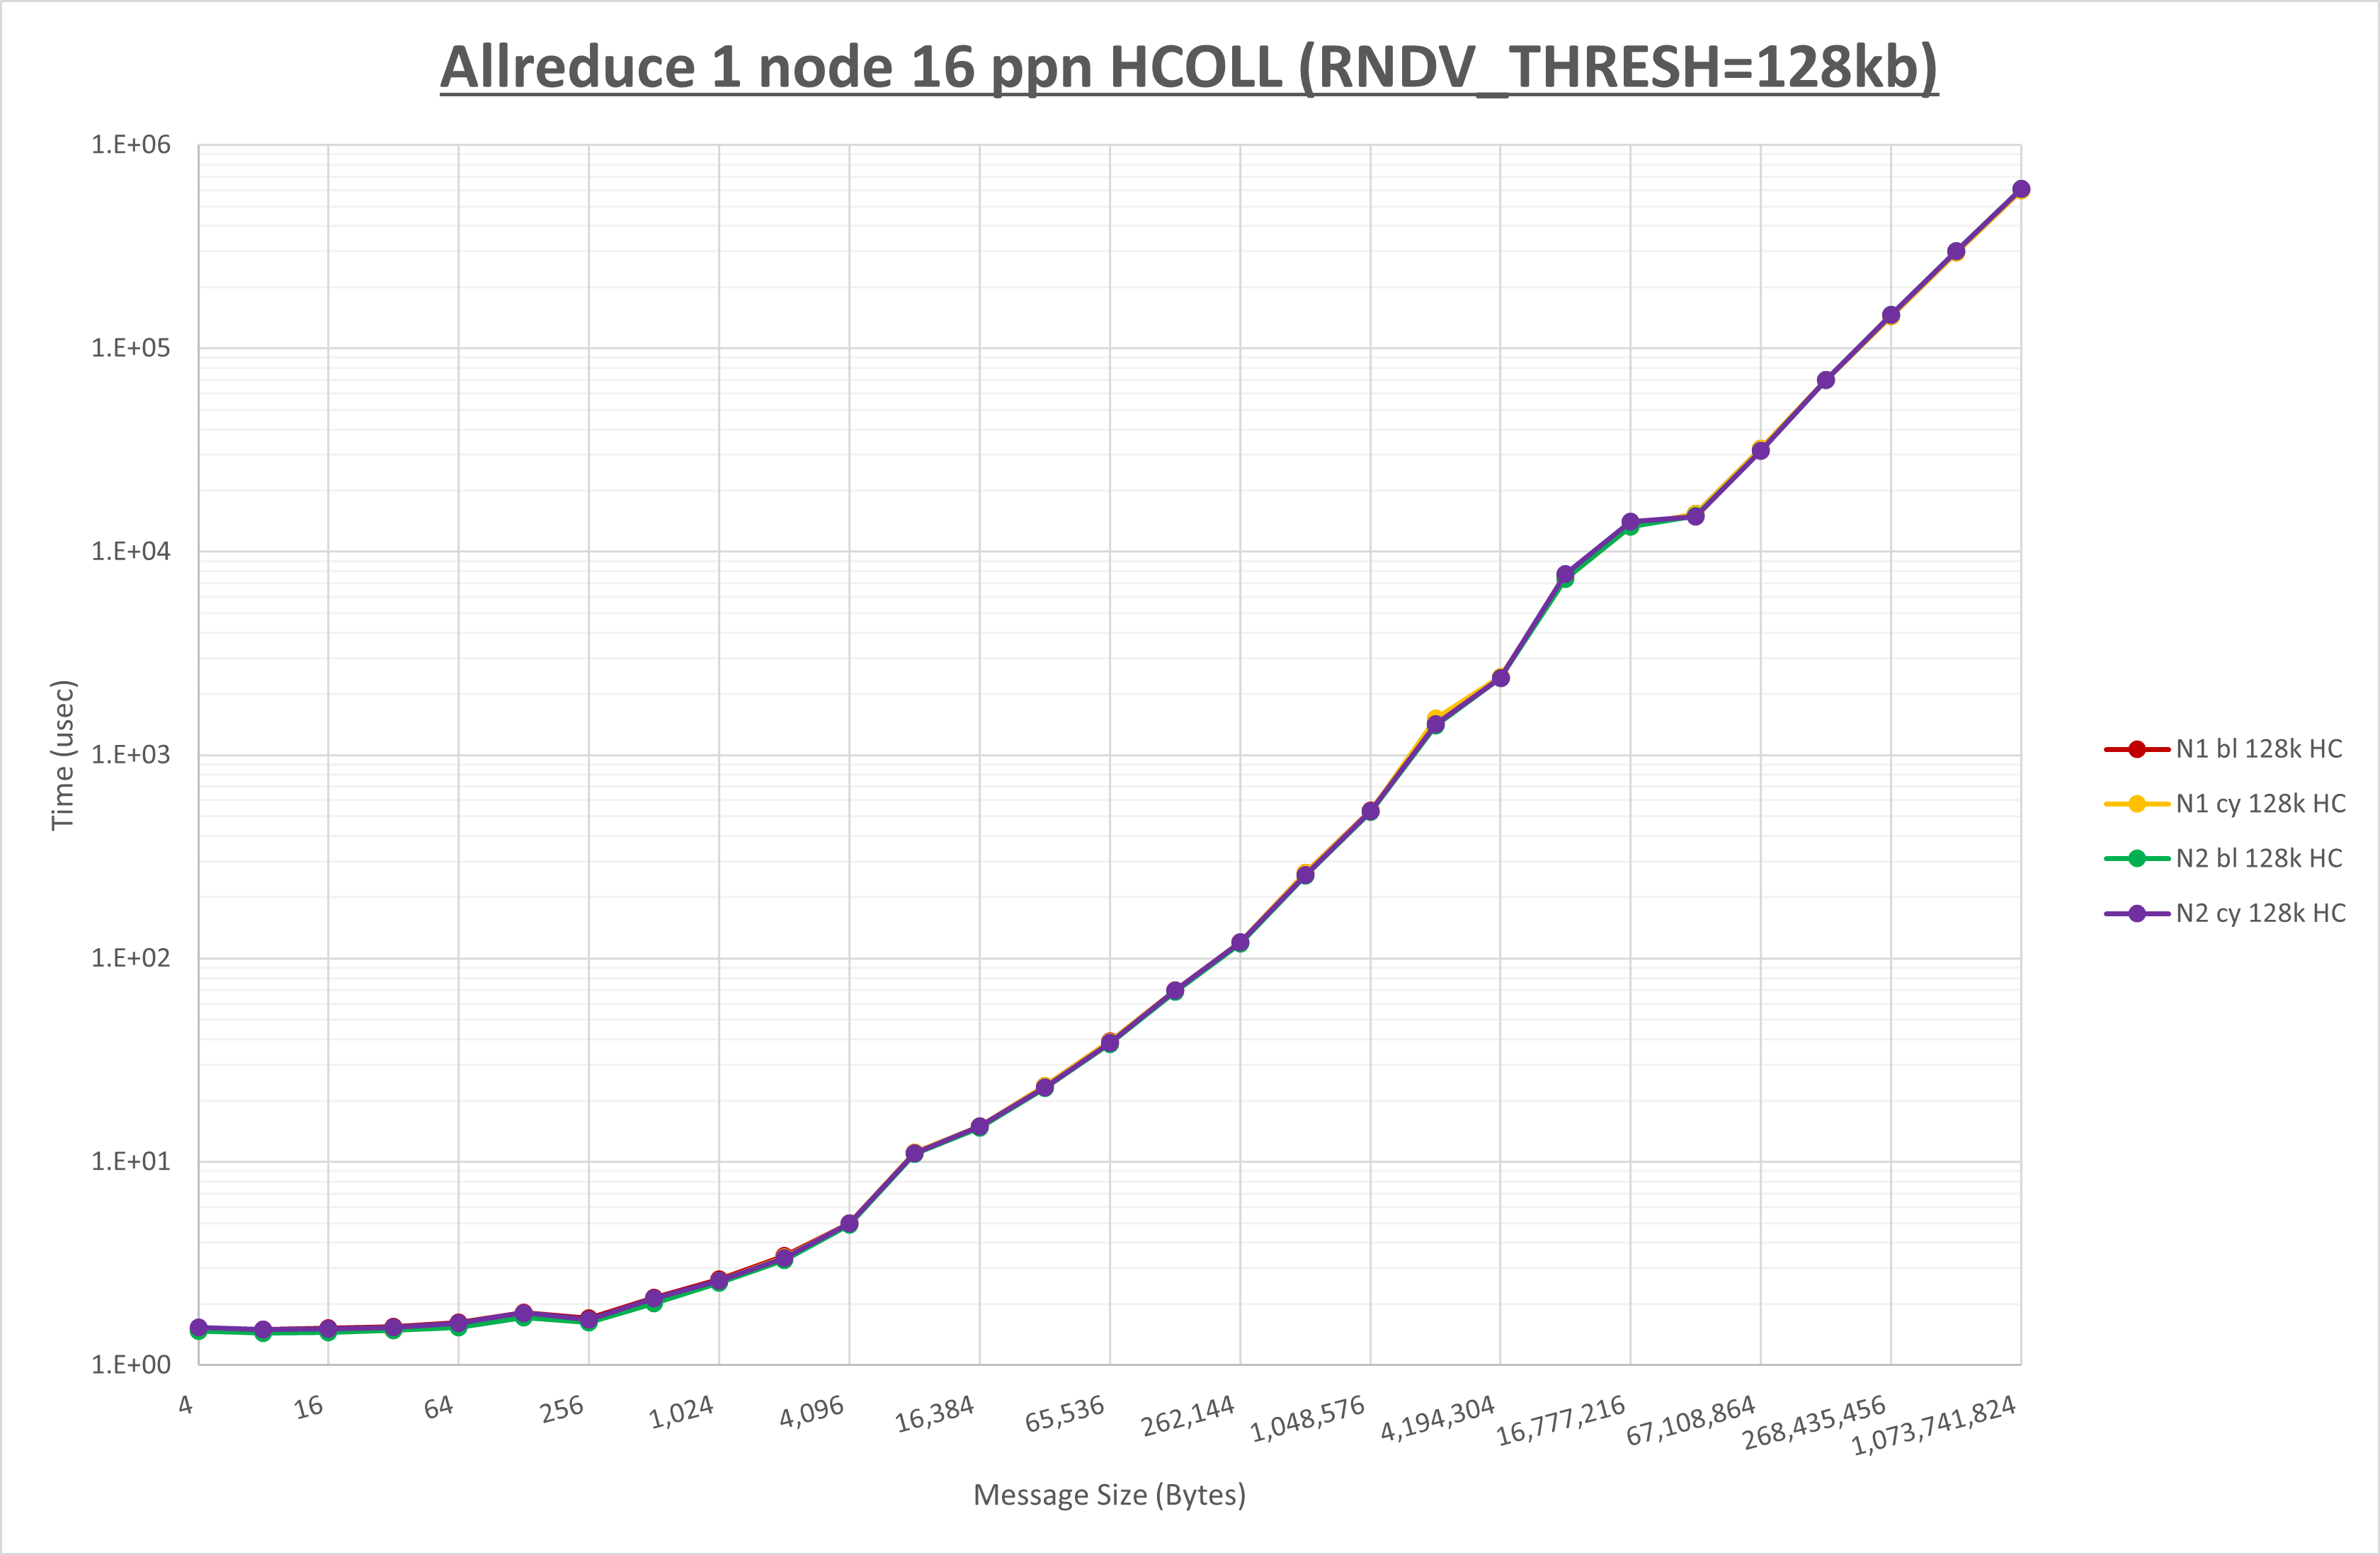 Allreduce 1 node 16 ppn HCOLL (RNDV_THRESH=128kb)
1.E+06
1.E+05
1.E+04
1.E+03
1.E+02
1.E+01
1.E+00
Time (usec)
4
16
64
256
1,024
4,096
16,384
65,536
262,144
1,048,576
4,194,304
16,777,216
67,108,864
268,435,456
1,073,741,824
Message Size (Bytes)
N1 bl 128k HC
N1 cy 128k HC
N2 bl 128k HC
N2 cy 128k HC